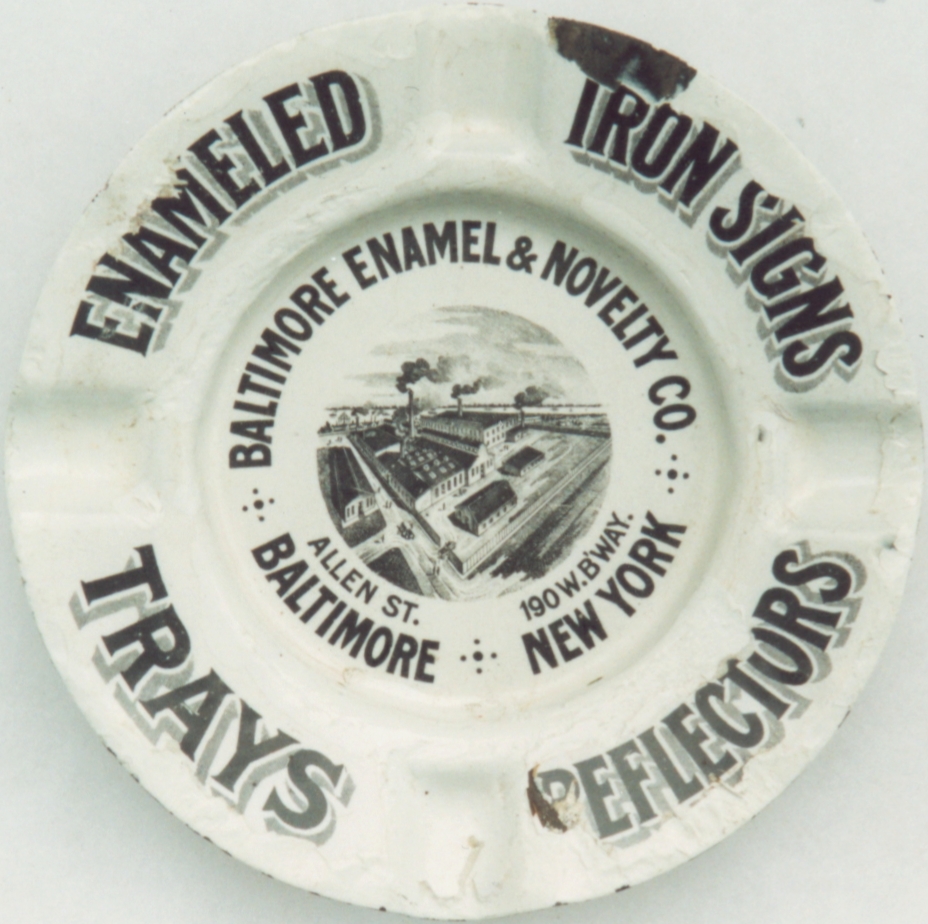 ENAMELED
IRON SIGNS
BALTIMORE ENAMEL & NOVELTY CO.
ALLEN ST.
BALTIMORE
190 W. B'WAY.
NEW YORK
TRAYS
REFLECTORS